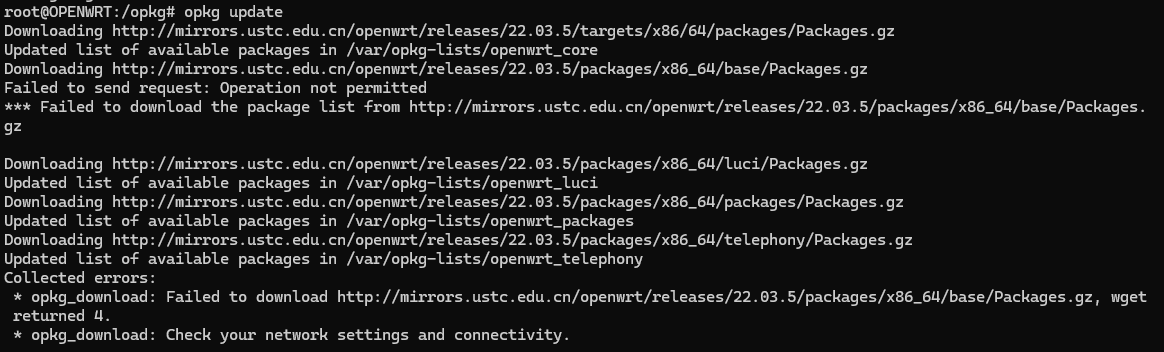 root@OPENWRT:/opkg# opkg update
Downloading http://mirrors.ustc.edu.cn/openwrt/releases/22.03.5/targets/x86/64/packages/Packages.gz
Updated list of available packages in /var/opkg-lists/openwrt_core
Downloading http://mirrors.ustc.edu.cn/openwrt/releases/22.03.5/packages/x86_64/base/Packages.gz
Failed to send request: Operation not permitted
*** Failed to download the package list from http://mirrors.ustc.edu.cn/openwrt/releases/22.03.5/packages/x86_64/base/Packages.
gz

Downloading http://mirrors.ustc.edu.cn/openwrt/releases/22.03.5/packages/x86_64/luci/Packages.gz
Updated list of available packages in /var/opkg-lists/openwrt_luci
Downloading http://mirrors.ustc.edu.cn/openwrt/releases/22.03.5/packages/x86_64/packages/Packages.gz
Updated list of available packages in /var/opkg-lists/openwrt_packages
Downloading http://mirrors.ustc.edu.cn/openwrt/releases/22.03.5/packages/x86_64/telephony/Packages.gz
Updated list of available packages in /var/opkg-lists/openwrt_telephony
Collected errors:
 * opkg_download: Failed to download http://mirrors.ustc.edu.cn/openwrt/releases/22.03.5/packages/x86_64/base/Packages.gz, wget
 returned 4.
 * opkg_download: Check your network settings and connectivity.